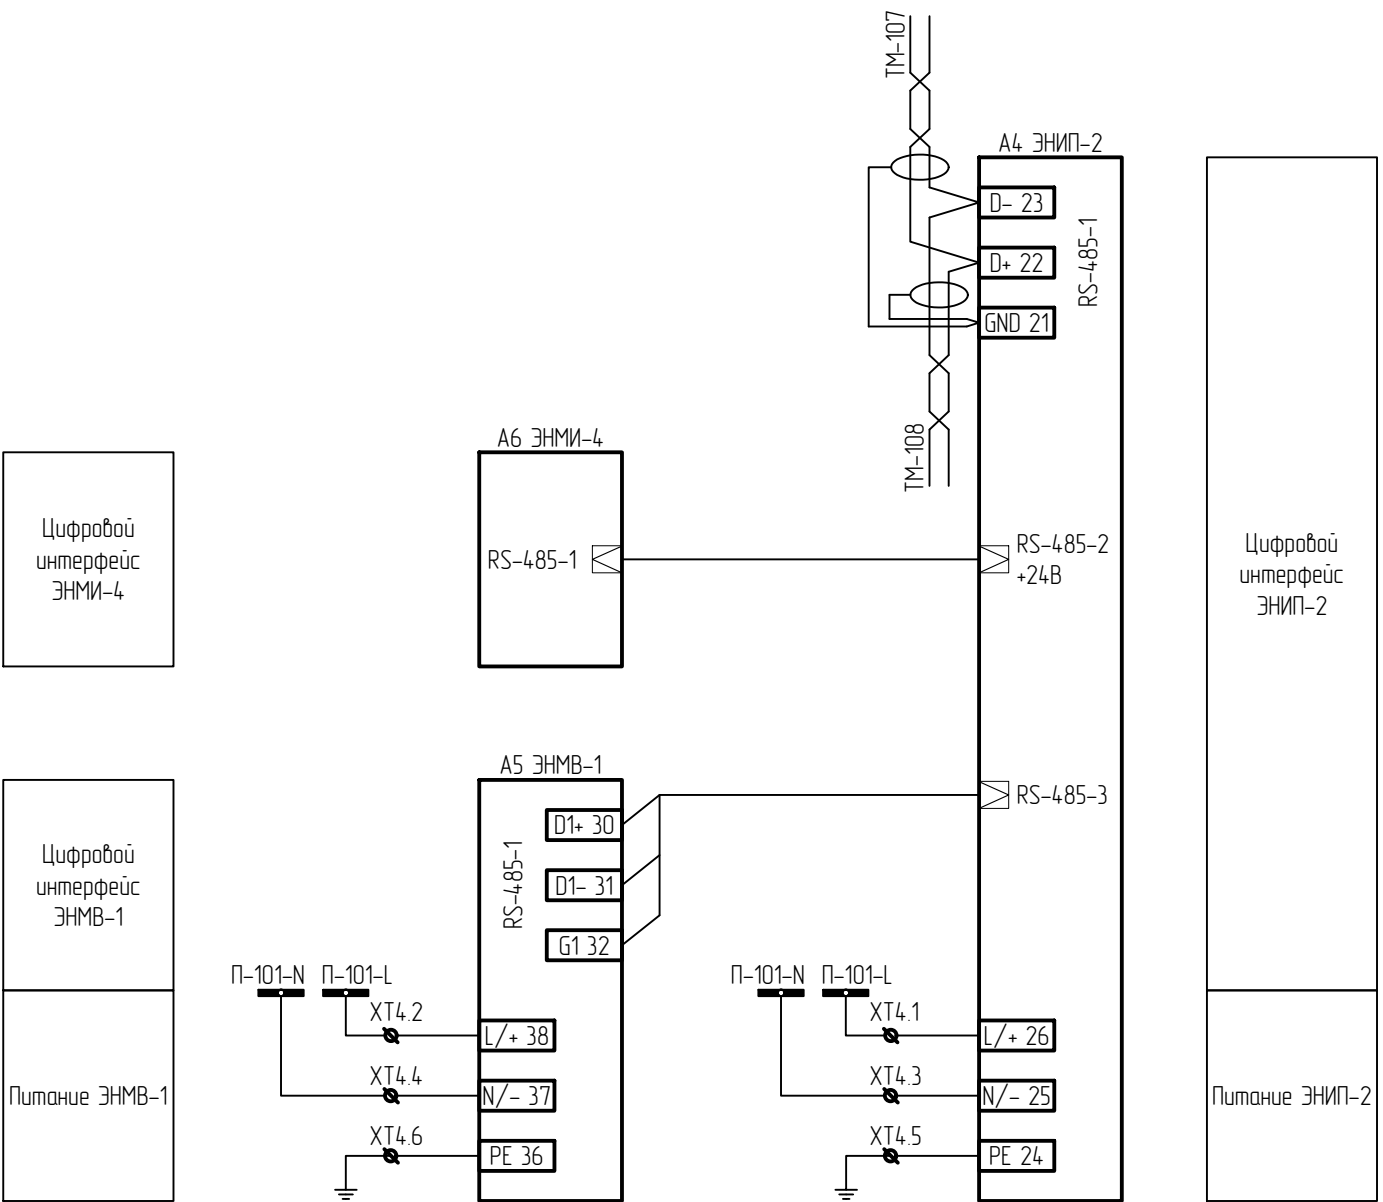 ТМ-107
А4 ЭНИП-2
D- 23
D+ 22
GND 21
RS-485-1
ТМ-108
А6 ЭНМИ-4
RS-485-1
RS-485-2
+24В
Цифровой
интерфейс
ЭНМИ-4
Цифровой
интерфейс
ЭНИП-2
А5 ЭНМВ-1
RS-485-3
D1+ 30
D1- 31
G1 32
RS-485-1
Цифровой
интерфейс
ЭНМВ-1
П-101-N П-101-L
XT4.2
L/+ 38
XT4.4
N/- 37
XT4.6
PE 36
Питание ЭНМВ-1
П-101-N П-101-L
XT4.1
L/+ 26
XT4.3
N/- 25
XT4.5
PE 24
Питание ЭНИП-2